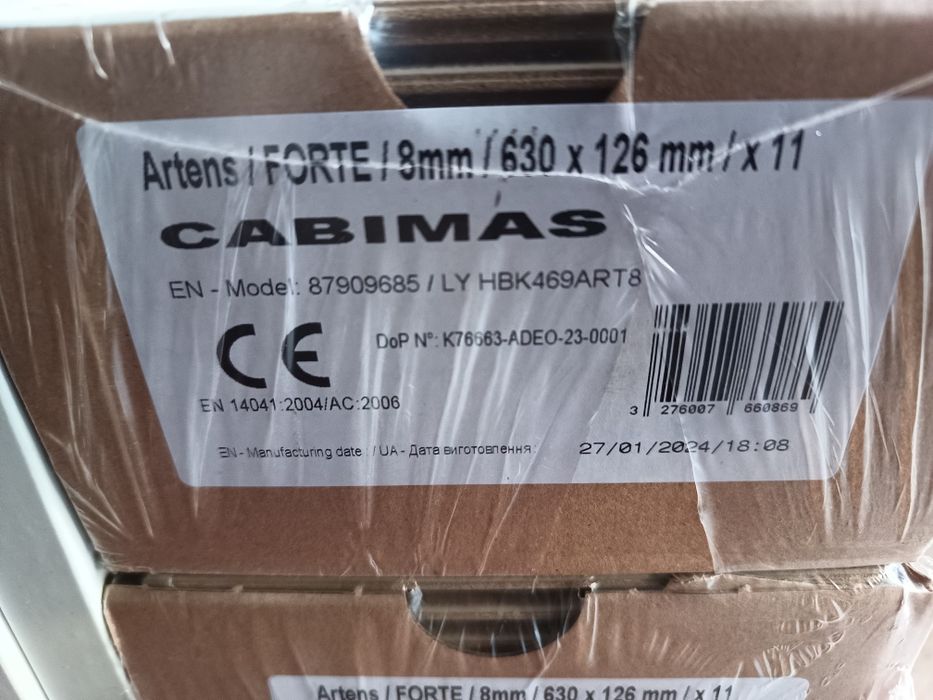 Artens / FORTE / 8mm / 630 x 126 mm / x 11
CABIMAS
EN - Model: 87909685 / LY HBK469ART8
CE
DoP N°: K76663-ADEO-23-0001
EN 14041:2004/AC:2006
3 276007 660869
EN - Manufacturing date : / UA - Дата виготовлення :
27/01/2024/18:08
Artens / FORTE / 8mm / 630 x 126 mm / x 11